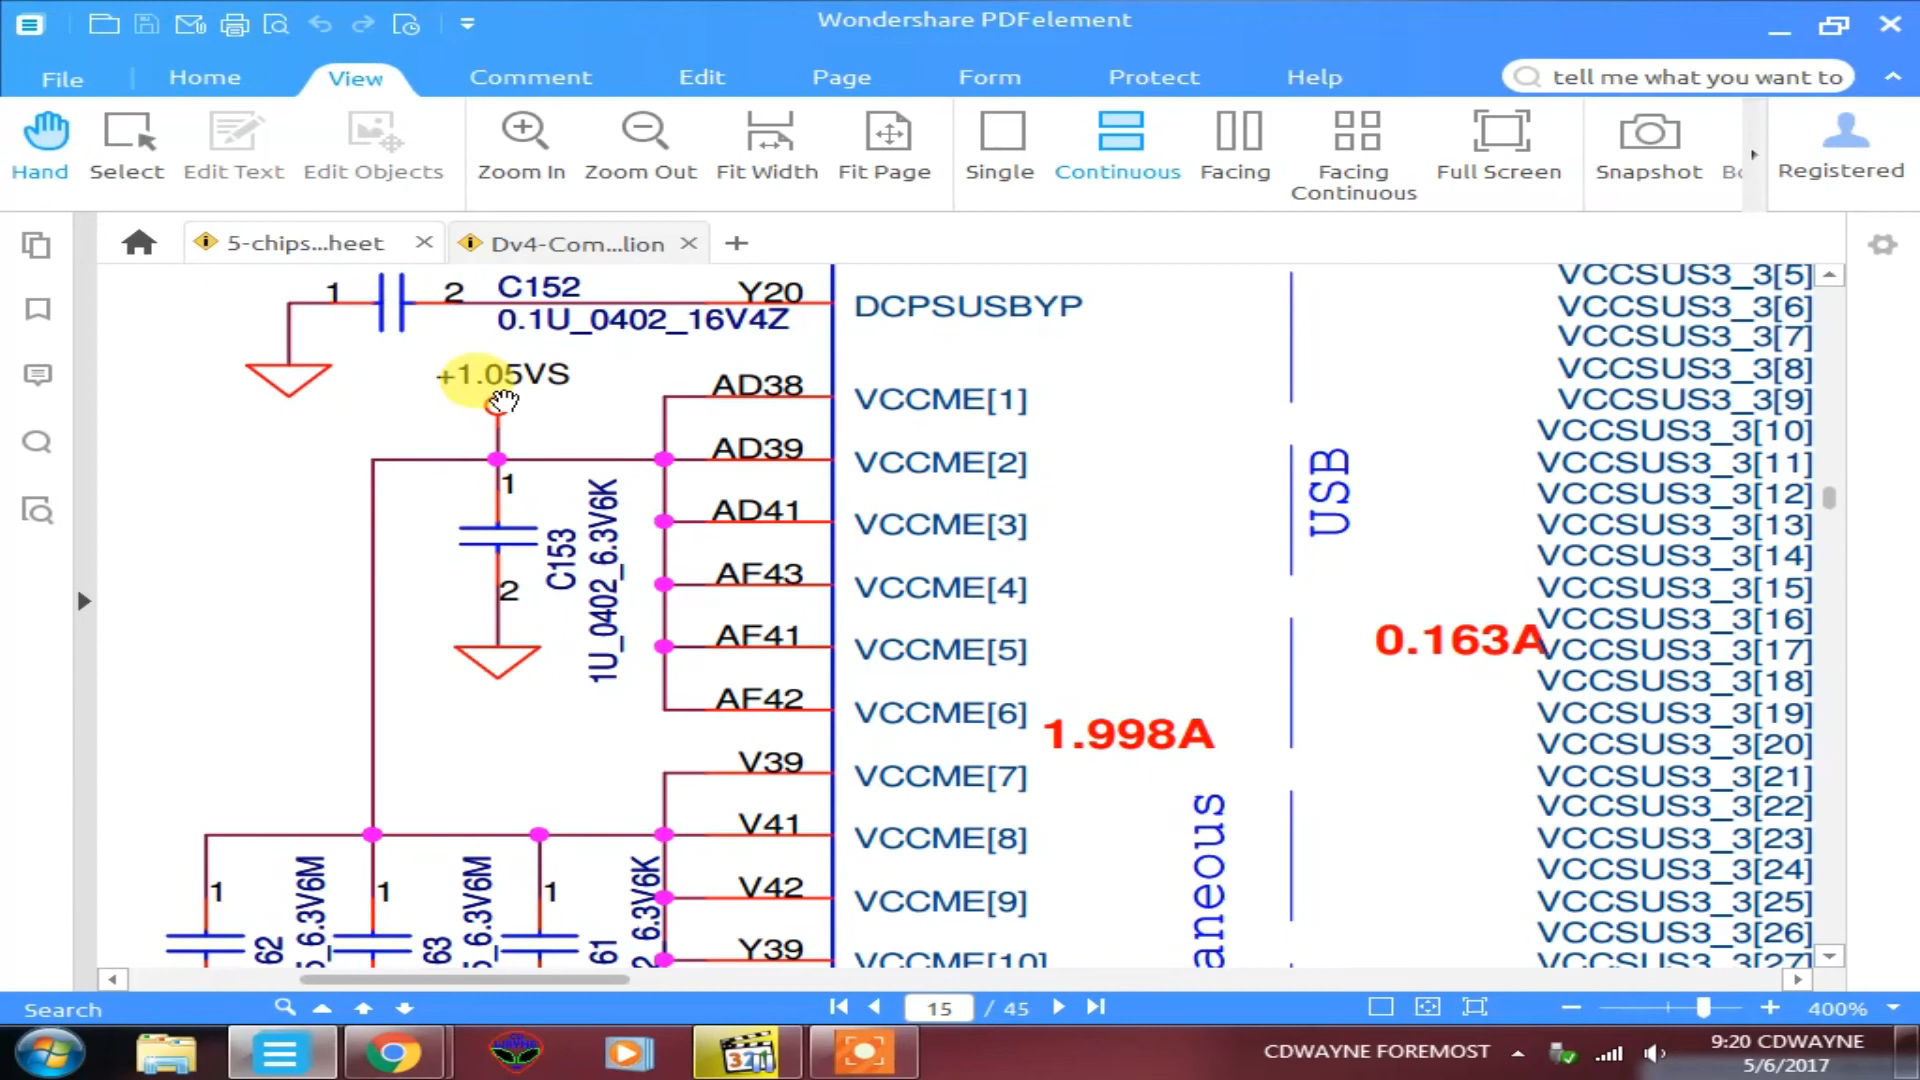 Wondershare PDFelement
File Home View Comment Edit Page Form Protect Help tell me what you want to
Hand Select Edit Text Edit Objects Zoom In Zoom Out Fit Width Fit Page Single Continuous Facing Facing Continuous Full Screen Snapshot Registered
5-chips...heet Dv4-Com...lion
1 2 C152
0.1U_0402_16V4Z
Y20 DCPSUSBYP
+1.05VS
AD38 VCCME[1]
AD39 VCCME[2]
AD41 VCCME[3]
AF43 VCCME[4]
AF41 VCCME[5]
AF42 VCCME[6]
V39 VCCME[7]
V41 VCCME[8]
V42 VCCME[9]
Y39 VCCME[10]
1
2
C153
1U_0402_6.3V6K
1.998A
USB
0.163A
aneous
1
62
_6.3V6M
1
63
_6.3V6M
1
61
_6.3V6K
VCCSUS3_3[5]
VCCSUS3_3[6]
VCCSUS3_3[7]
VCCSUS3_3[8]
VCCSUS3_3[9]
VCCSUS3_3[10]
VCCSUS3_3[11]
VCCSUS3_3[12]
VCCSUS3_3[13]
VCCSUS3_3[14]
VCCSUS3_3[15]
VCCSUS3_3[16]
VCCSUS3_3[17]
VCCSUS3_3[18]
VCCSUS3_3[19]
VCCSUS3_3[20]
VCCSUS3_3[21]
VCCSUS3_3[22]
VCCSUS3_3[23]
VCCSUS3_3[24]
VCCSUS3_3[25]
VCCSUS3_3[26]
VCCSUS3_3[27]
Search 15 / 45 400%
321
CDWAYNE FOREMOST 9:20 CDWAYNE
5/6/2017